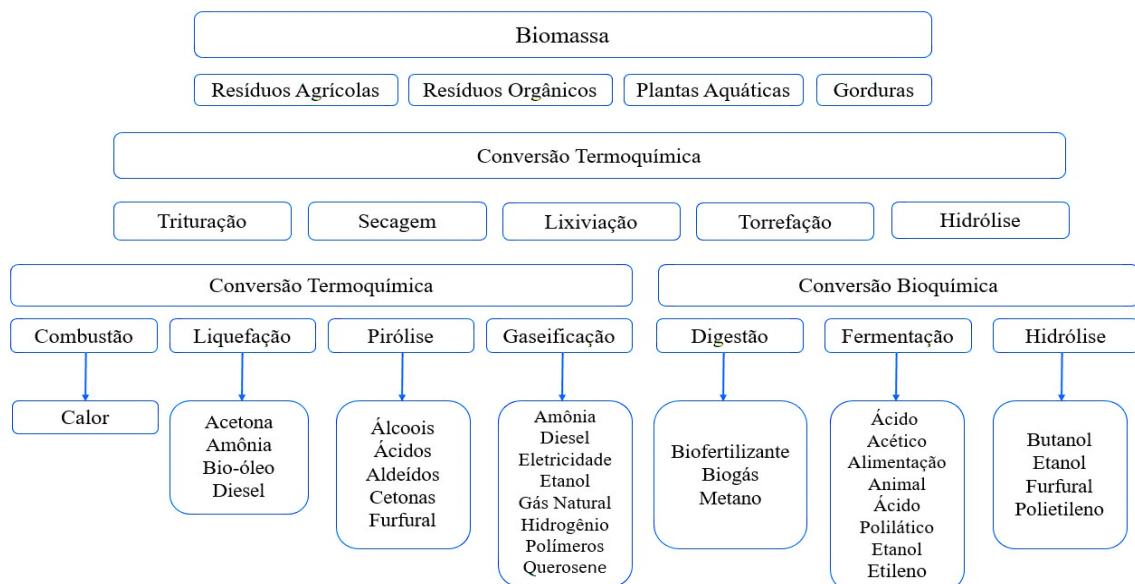 Biomassa
Resíduos Agrícolas
Resíduos Orgânicos
Plantas Aquáticas
Gorduras
Conversão Termoquímica
Trituração
Secagem
Lixiviação
Torrefação
Hidrólise
Conversão Termoquímica
Conversão Bioquímica
Combustão
Liquefação
Pirólise
Gaseificação
Digestão
Fermentação
Hidrólise
Calor
Acetona
Amônia
Bio-óleo
Diesel
Álcoois
Ácidos
Aldeídos
Cetonas
Furfural
Amônia
Diesel
Eletricidade
Etanol
Gás Natural
Hidrogênio
Polímeros
Querosene
Biofertilizante
Biogás
Metano
Ácido
Acético
Alimentação
Animal
Ácido
Polilático
Etanol
Etileno
Butanol
Etanol
Furfural
Polietileno